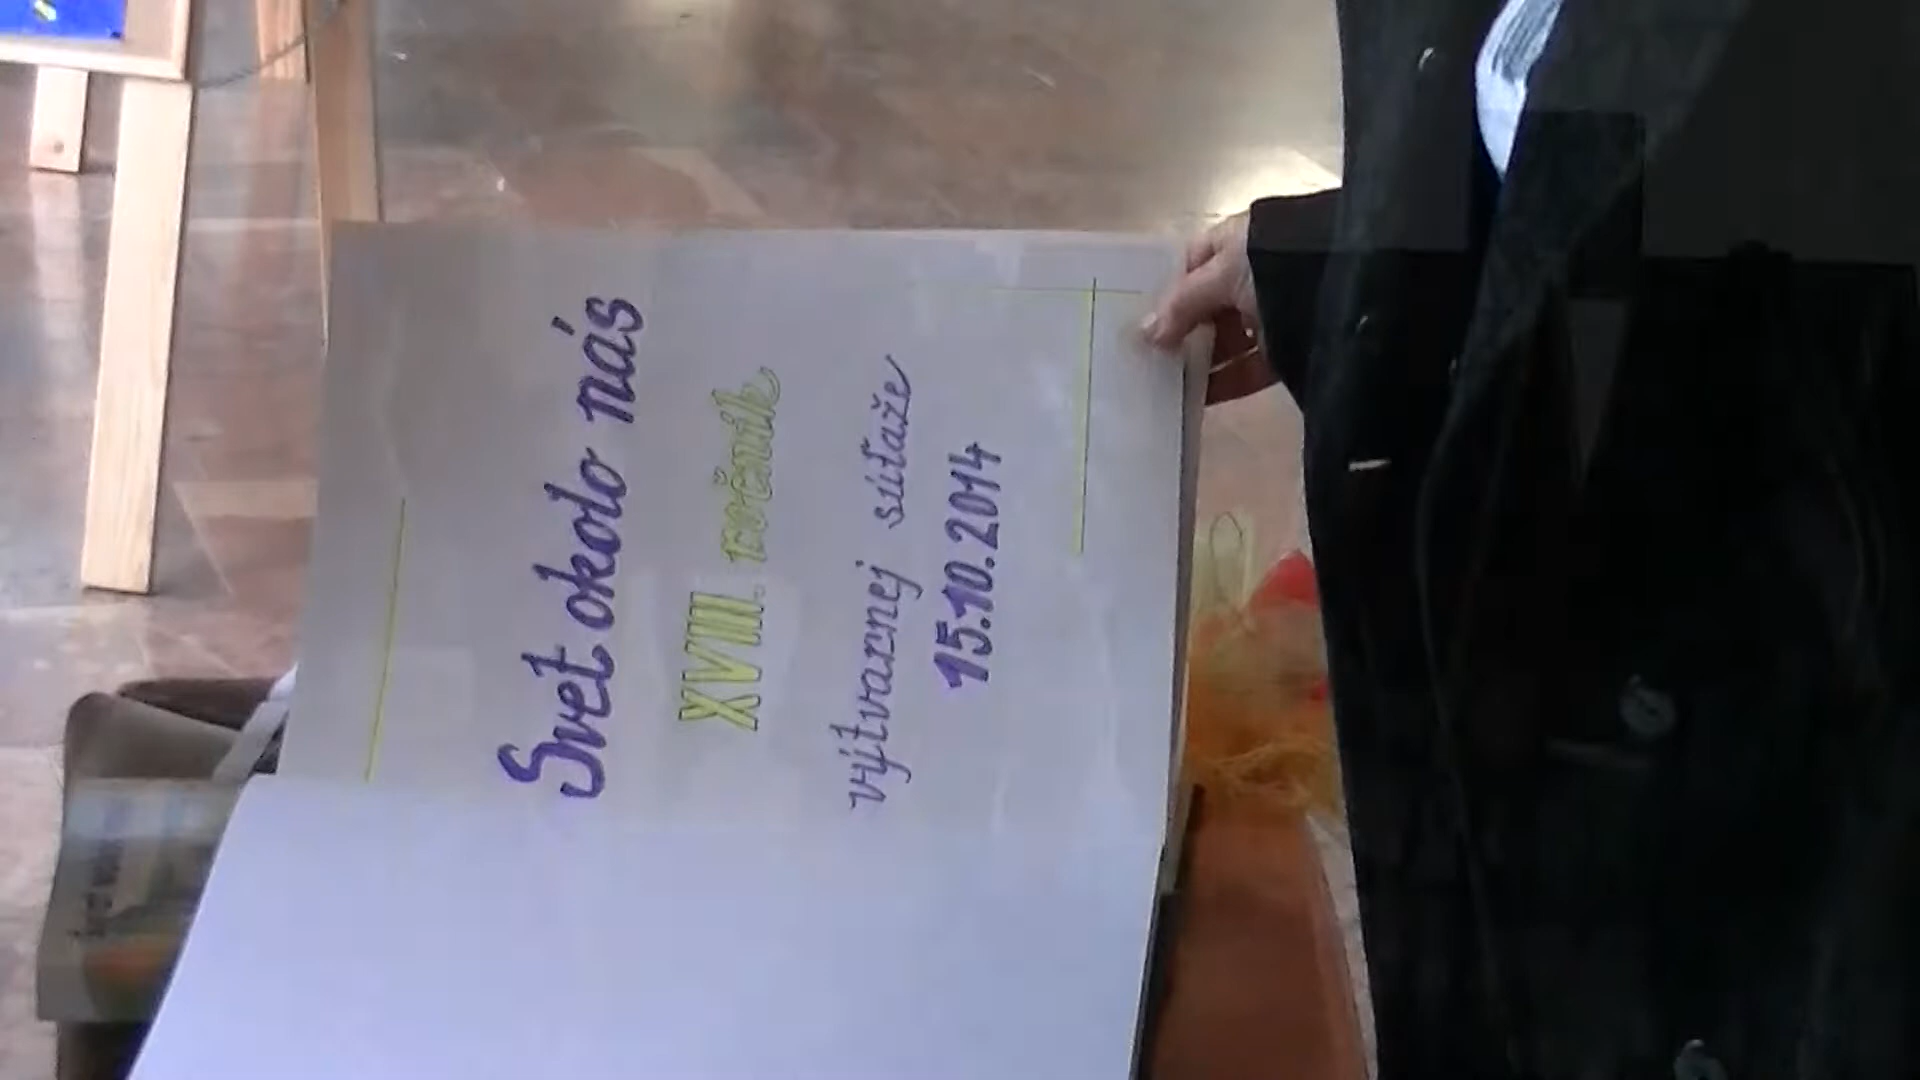 Svet okolo nás
XVIII. ročník
výtvarnej súťaže
15.10.2014